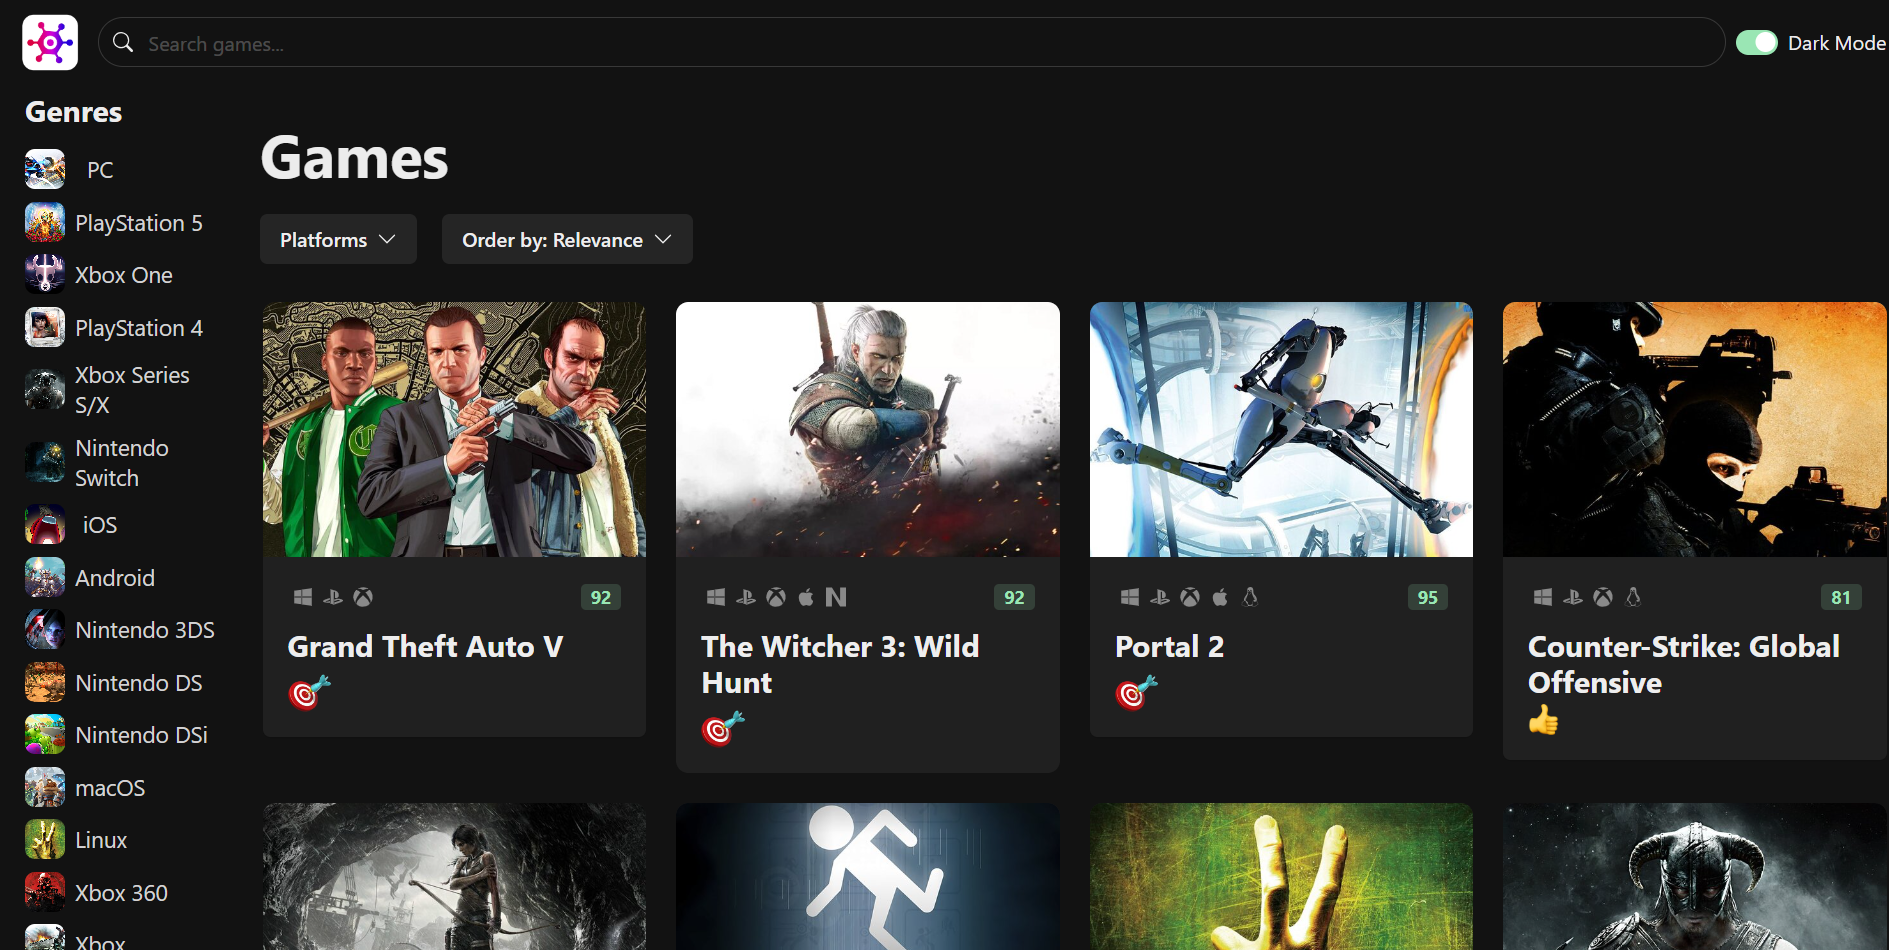 Search games...
Dark Mode
Genres
PC
PlayStation 5
Xbox One
PlayStation 4
Xbox Series
S/X
Nintendo
Switch
iOS
Android
Nintendo 3DS
Nintendo DS
Nintendo DSi
macOS
Linux
Xbox 360
Xbox
Games
Platforms
Order by: Relevance
92
Grand Theft Auto V
92
The Witcher 3: Wild
Hunt
95
Portal 2
81
Counter-Strike: Global
Offensive